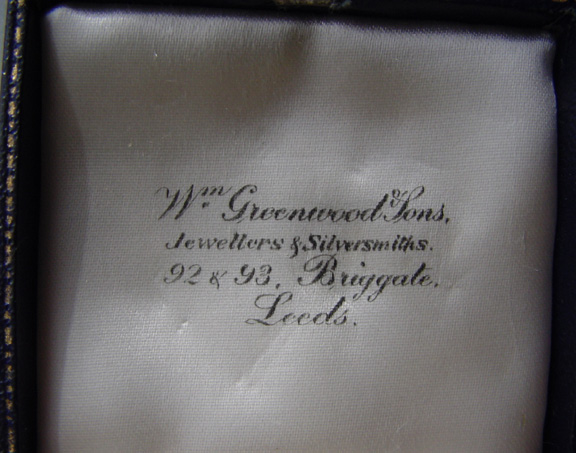 Wm. Greenwood & Sons.
Jewellers & Silversmiths.
92 & 93, Briggate.
Leeds.